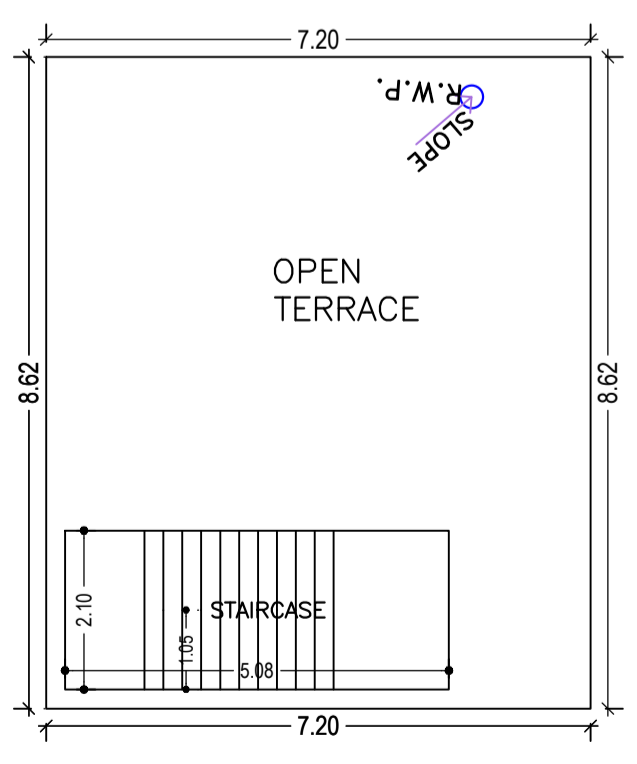 7.20
R.W.P.
SLOPE
OPEN
TERRACE
8.62
8.62
2.10
STAIRCASE
1.05
5.08
7.20